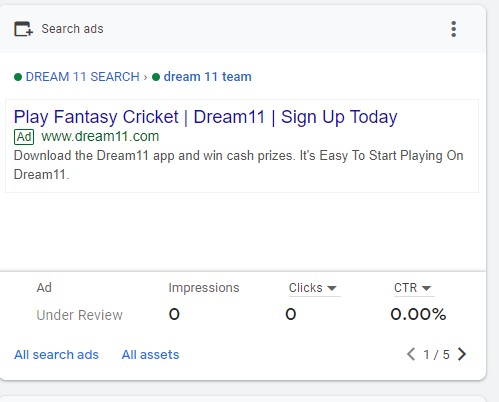 Search ads
DREAM 11 SEARCH › dream 11 team
Play Fantasy Cricket | Dream11 | Sign Up Today
Ad www.dream11.com
Download the Dream11 app and win cash prizes. It's Easy To Start Playing On
Dream11.
Ad Impressions Clicks CTR
Under Review 0 0 0.00%
All search ads All assets 1 / 5